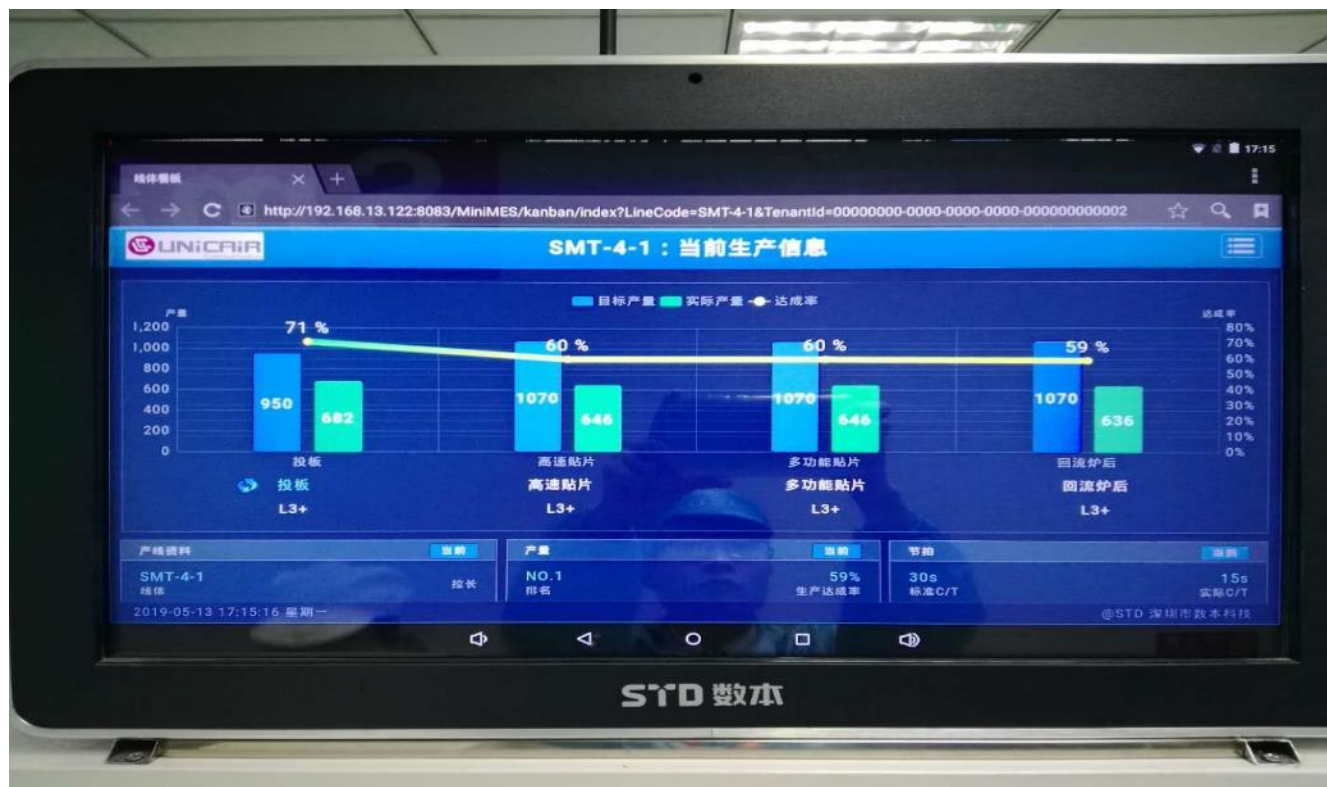 17:15
线体看板
http://192.168.13.122:8083/MiniMES/kanban/index?LineCode=SMT-4-1&TenantId=00000000-0000-0000-0000-000000000002
UNiCAiR
SMT-4-1：当前生产信息
目标产量 实际产量 达成率
产量 达成率
1,200 71 % 60 % 60 % 59 % 80%
1,000 70%
800 60%
600 50%
400 40%
200 30%
0 20%
10%
0%
950 682 1070 646 1070 646 1070 636
投板 高速贴片 多功能贴片 回流炉后
投板 高速贴片 多功能贴片 回流炉后
L3+ L3+ L3+ L3+
产线资料 当前 产量 当前 节拍 当前
SMT-4-1 NO.1 59% 30s 15s
线体 拉长 排名 生产达成率 标准C/T 实际C/T
2019-05-13 17:15:16 星期一 @STD 深圳市数本科技
STD 数本